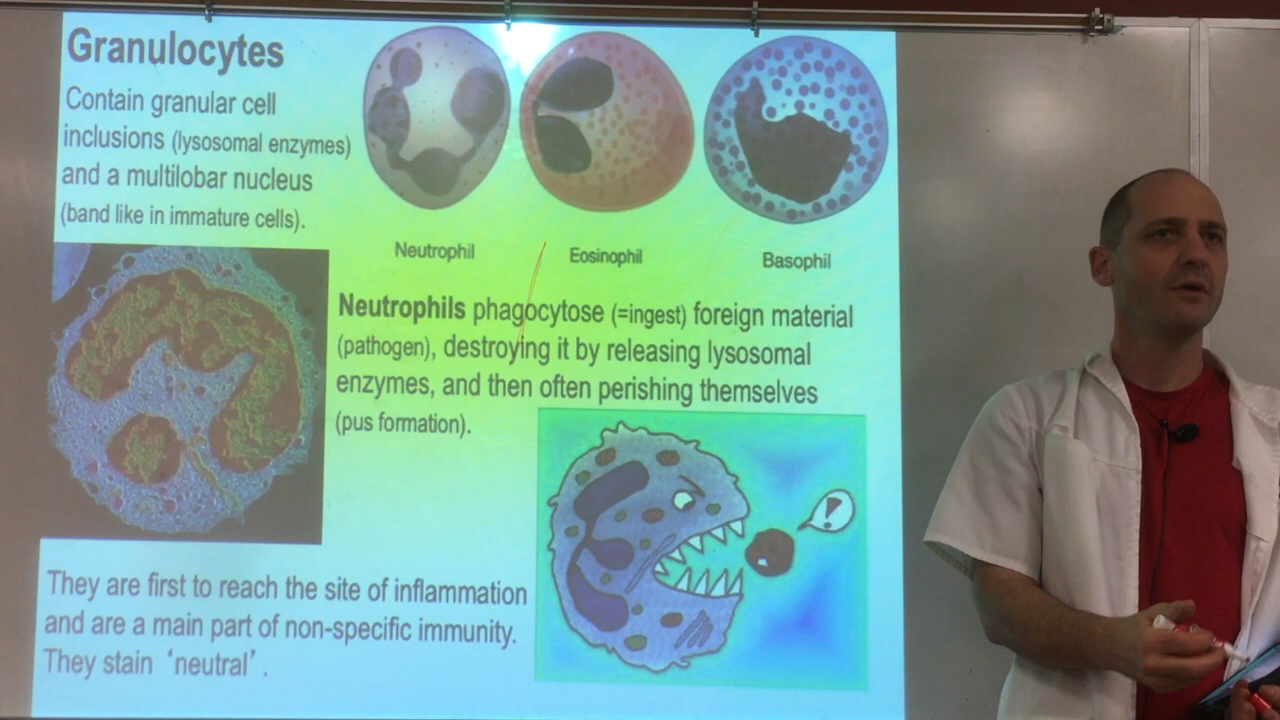 Granulocytes
Contain granular cell
inclusions (lysosomal enzymes)
and a multilobar nucleus
(band like in immature cells).
Neutrophil
Eosinophil
Basophil
Neutrophils phagocytose (=ingest) foreign material
(pathogen), destroying it by releasing lysosomal
enzymes, and then often perishing themselves
(pus formation).
!
They are first to reach the site of inflammation
and are a main part of non-specific immunity.
They stain ‘neutral’.